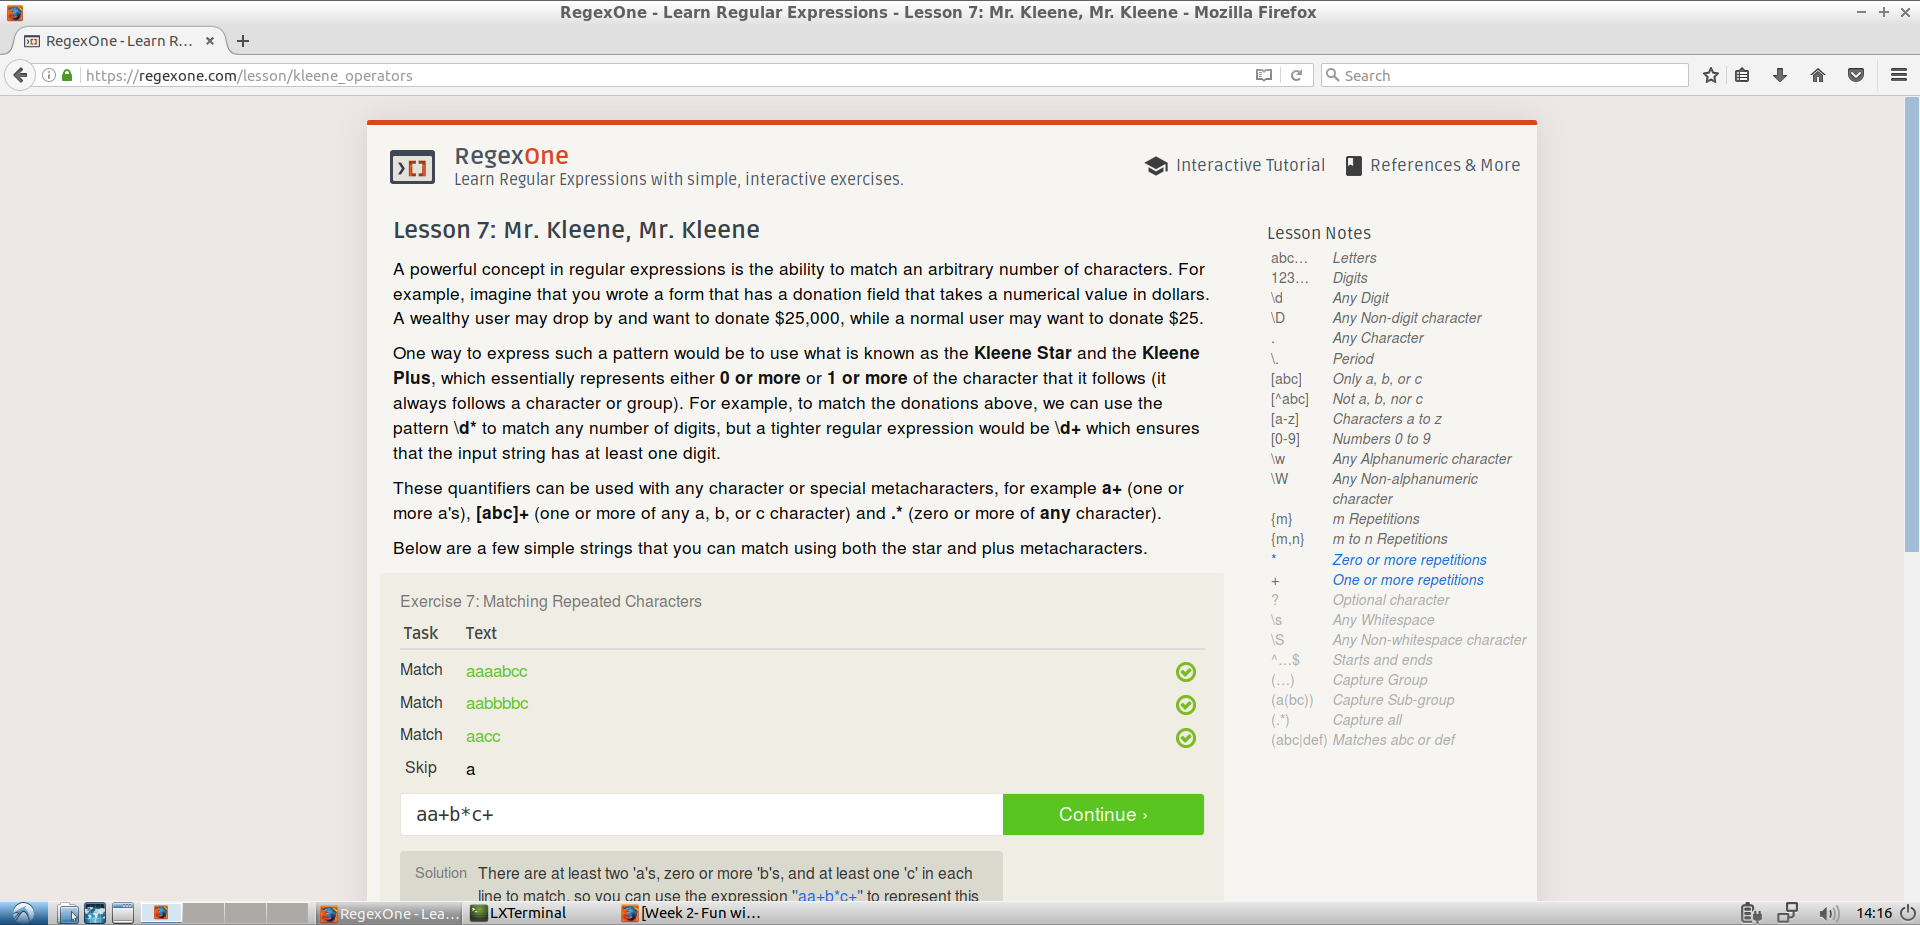 RegexOne - Learn Regular Expressions - Lesson 7: Mr. Kleene, Mr. Kleene - Mozilla Firefox
RegexOne - Learn R...
https://regexone.com/lesson/kleene_operators
Search
RegexOne
Learn Regular Expressions with simple, interactive exercises.
Interactive Tutorial
References & More
Lesson 7: Mr. Kleene, Mr. Kleene
A powerful concept in regular expressions is the ability to match an arbitrary number of characters. For
example, imagine that you wrote a form that has a donation field that takes a numerical value in dollars.
A wealthy user may drop by and want to donate $25,000, while a normal user may want to donate $25.
One way to express such a pattern would be to use what is known as the Kleene Star and the Kleene
Plus, which essentially represents either 0 or more or 1 or more of the character that it follows (it
always follows a character or group). For example, to match the donations above, we can use the
pattern \d* to match any number of digits, but a tighter regular expression would be \d+ which ensures
that the input string has at least one digit.
These quantifiers can be used with any character or special metacharacters, for example a+ (one or
more a's), [abc]+ (one or more of any a, b, or c character) and .* (zero or more of any character).
Below are a few simple strings that you can match using both the star and plus metacharacters.
Exercise 7: Matching Repeated Characters
Task Text
Match aaaabcc
Match aabbbbc
Match aacc
Skip a
aa+b*c+
Continue ›
Solution There are at least two 'a's, zero or more 'b's, and at least one 'c' in each
line to match, so you can use the expression "aa+b*c+" to represent this
Lesson Notes
abc… Letters
123… Digits
\d Any Digit
\D Any Non-digit character
. Any Character
\. Period
[abc] Only a, b, or c
[^abc] Not a, b, nor c
[a-z] Characters a to z
[0-9] Numbers 0 to 9
\w Any Alphanumeric character
\W Any Non-alphanumeric
character
{m} m Repetitions
{m,n} m to n Repetitions
* Zero or more repetitions
+ One or more repetitions
? Optional character
\s Any Whitespace
\S Any Non-whitespace character
^…$ Starts and ends
(…) Capture Group
(a(bc)) Capture Sub-group
(.*) Capture all
(abc|def) Matches abc or def
RegexOne - Lea...
LXTerminal
[Week 2- Fun wi...
14:16